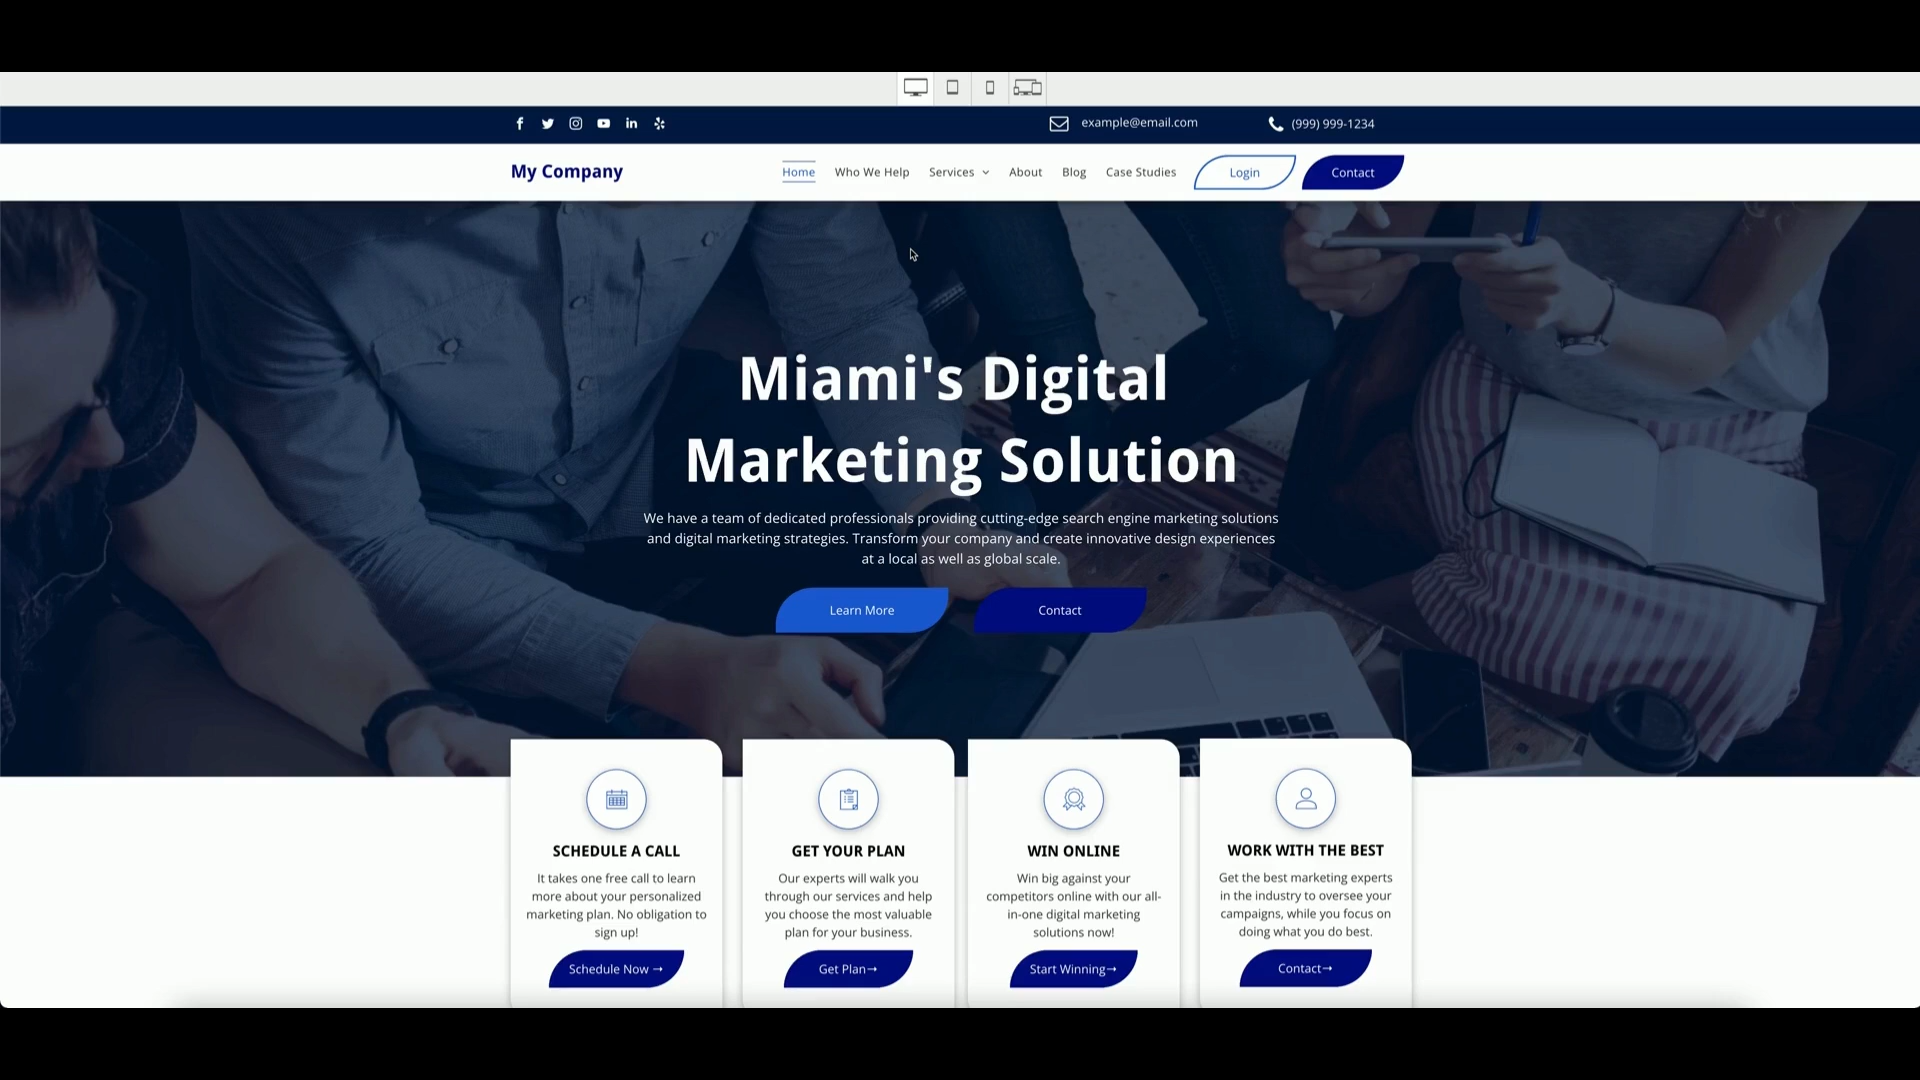 example@email.com
(999) 999-1234
My Company
Home
Who We Help
Services
About
Blog
Case Studies
Login
Contact
Miami's Digital
Marketing Solution
We have a team of dedicated professionals providing cutting-edge search engine marketing solutions
and digital marketing strategies. Transform your company and create innovative design experiences
at a local as well as global scale.
Learn More
Contact
SCHEDULE A CALL
It takes one free call to learn
more about your personalized
marketing plan. No obligation to
sign up!
Schedule Now→
GET YOUR PLAN
Our experts will walk you
through our services and help
you choose the most valuable
plan for your business.
Get Plan→
WIN ONLINE
Win big against your
competitors online with our all-
in-one digital marketing
solutions now!
Start Winning→
WORK WITH THE BEST
Get the best marketing experts
in the industry to oversee your
campaigns, while you focus on
doing what you do best.
Contact→